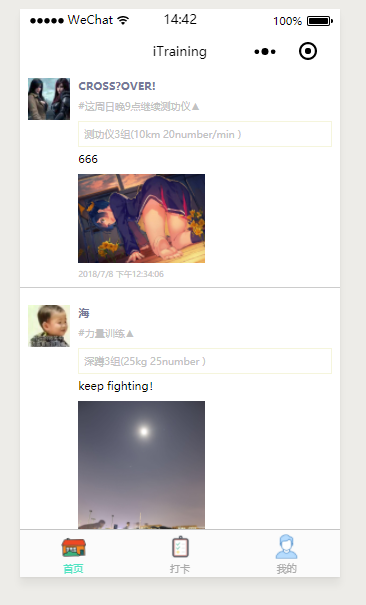 WeChat 14:42 100%
iTraining
CROSS?OVER!
#这周日晚9点继续测功仪▲
测功仪3组(10km 20number/min )
666
2018/7/8 下午12:34:06
海
#力量训练▲
深蹲3组(25kg 25number )
keep fighting!
首页 打卡 我的